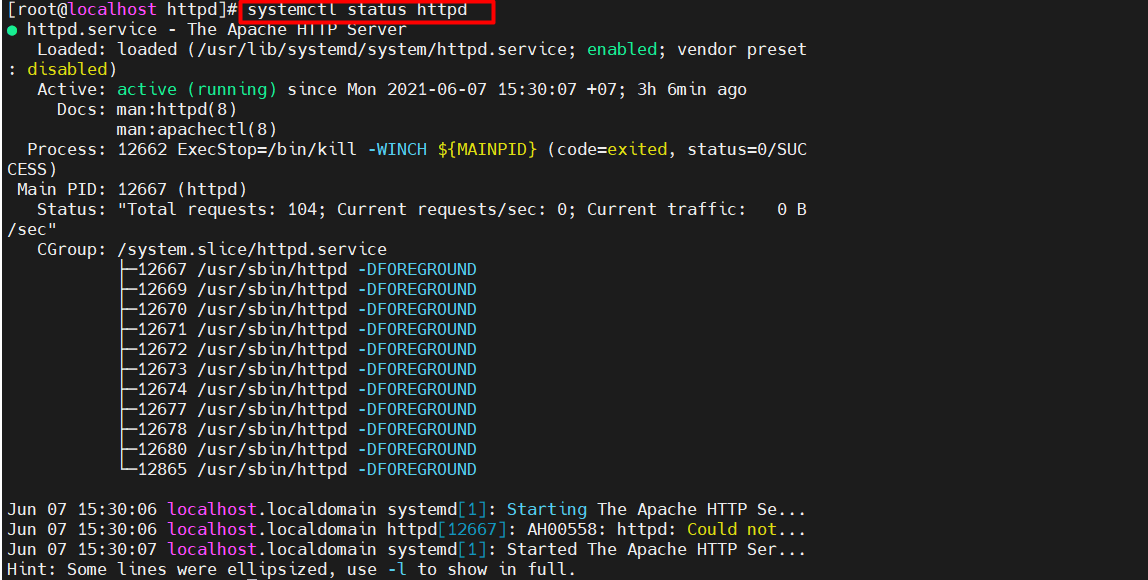 [root@localhost httpd]# systemctl status httpd
● httpd.service - The Apache HTTP Server
   Loaded: loaded (/usr/lib/systemd/system/httpd.service; enabled; vendor preset
: disabled)
   Active: active (running) since Mon 2021-06-07 15:30:07 +07; 3h 6min ago
     Docs: man:httpd(8)
           man:apachectl(8)
  Process: 12662 ExecStop=/bin/kill -WINCH ${MAINPID} (code=exited, status=0/SUC
CESS)
 Main PID: 12667 (httpd)
   Status: "Total requests: 104; Current requests/sec: 0; Current traffic:   0 B
/sec"
   CGroup: /system.slice/httpd.service
           ├─12667 /usr/sbin/httpd -DFOREGROUND
           ├─12669 /usr/sbin/httpd -DFOREGROUND
           ├─12670 /usr/sbin/httpd -DFOREGROUND
           ├─12671 /usr/sbin/httpd -DFOREGROUND
           ├─12672 /usr/sbin/httpd -DFOREGROUND
           ├─12673 /usr/sbin/httpd -DFOREGROUND
           ├─12674 /usr/sbin/httpd -DFOREGROUND
           ├─12677 /usr/sbin/httpd -DFOREGROUND
           ├─12678 /usr/sbin/httpd -DFOREGROUND
           ├─12680 /usr/sbin/httpd -DFOREGROUND
           └─12865 /usr/sbin/httpd -DFOREGROUND

Jun 07 15:30:06 localhost.localdomain systemd[1]: Starting The Apache HTTP Se...
Jun 07 15:30:06 localhost.localdomain httpd[12667]: AH00558: httpd: Could not...
Jun 07 15:30:07 localhost.localdomain systemd[1]: Started The Apache HTTP Ser...
Hint: Some lines were ellipsized, use -l to show in full.